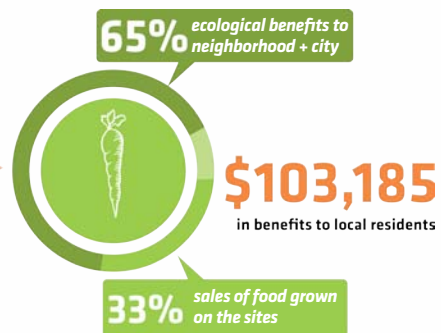 65% ecological benefits to
neighborhood + city
$103,185
in benefits to local residents
33% sales of food grown
on the sites